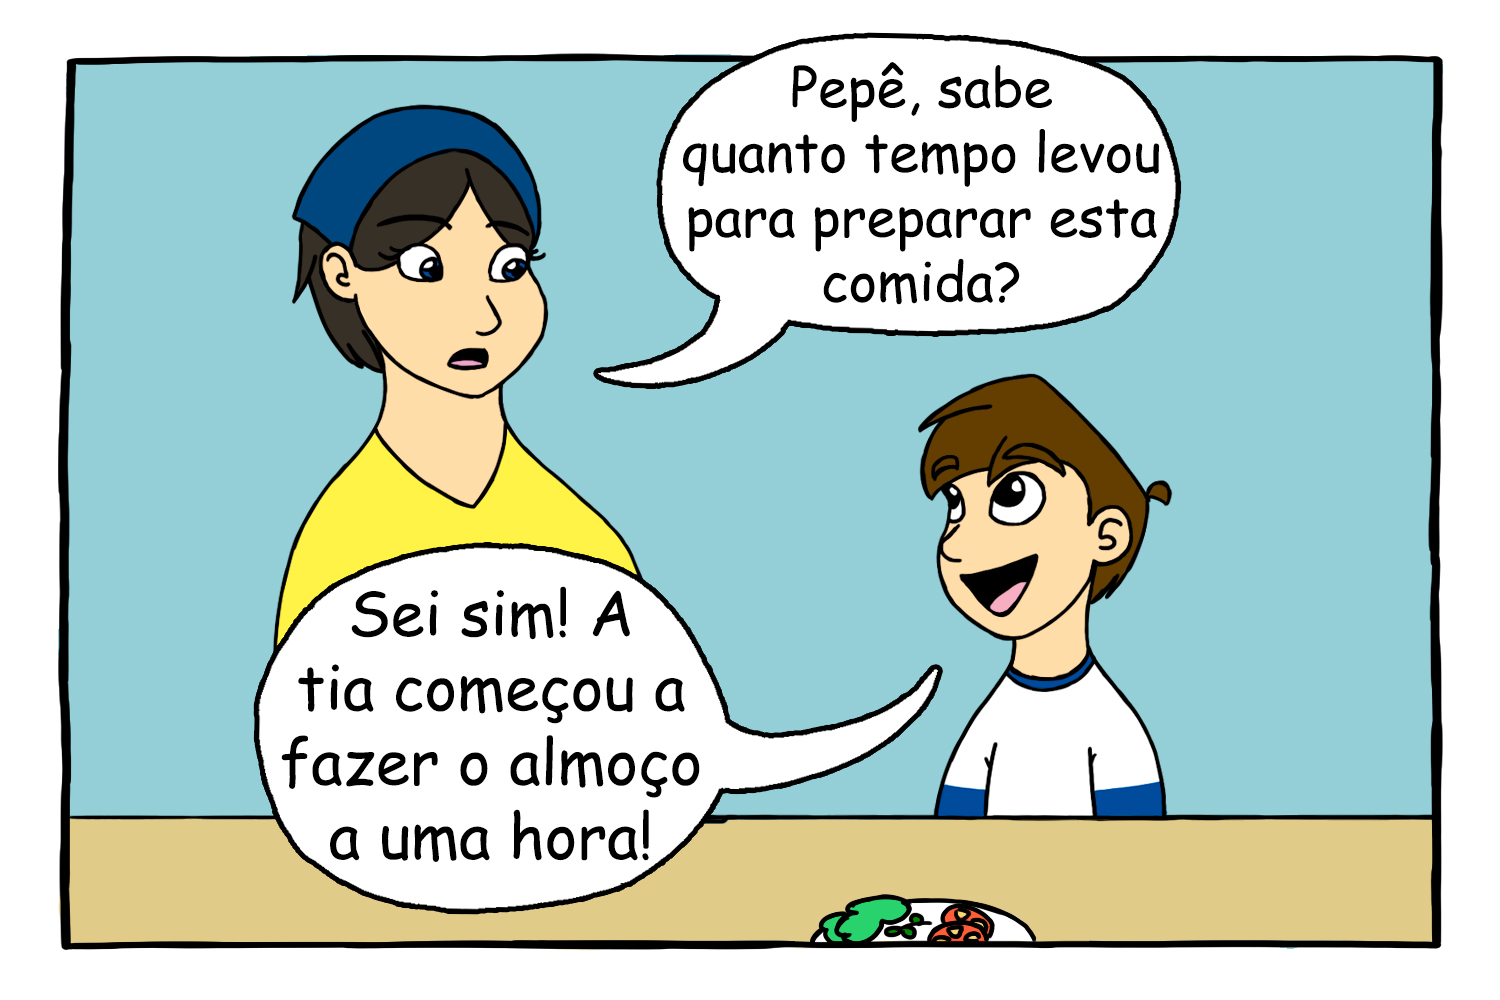 Pepê, sabe
quanto tempo levou
para preparar esta
comida?
Sei sim! A
tia começou a
fazer o almoço
a uma hora!